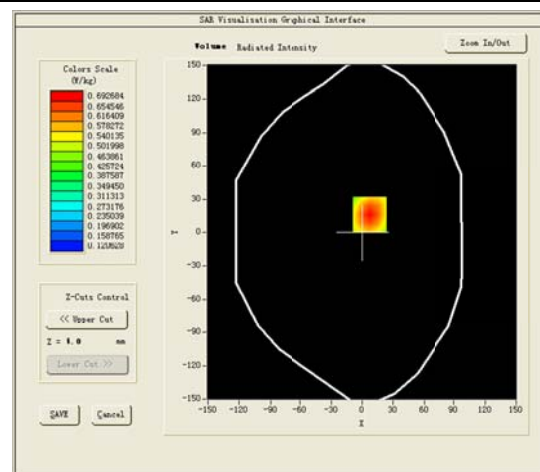 SAR Visualisation Graphical Interface
Volume Radiated Intensity
Zoom In/Out
Colors Scale
(W/kg)
0.692684
0.654546
0.616409
0.578272
0.540135
0.501998
0.463861
0.425724
0.387587
0.349450
0.311313
0.273176
0.235039
0.196902
0.158765
0.120628
150
120
90
60
30
0
-30
-60
-90
-120
-150
Y
-150 -120 -90 -60 -30 0 30 60 90 120 150
X
Z-Cuts Control
<< Upper Cut
Z = 4.0 mm
Lower Cut >>
SAVE Cancel